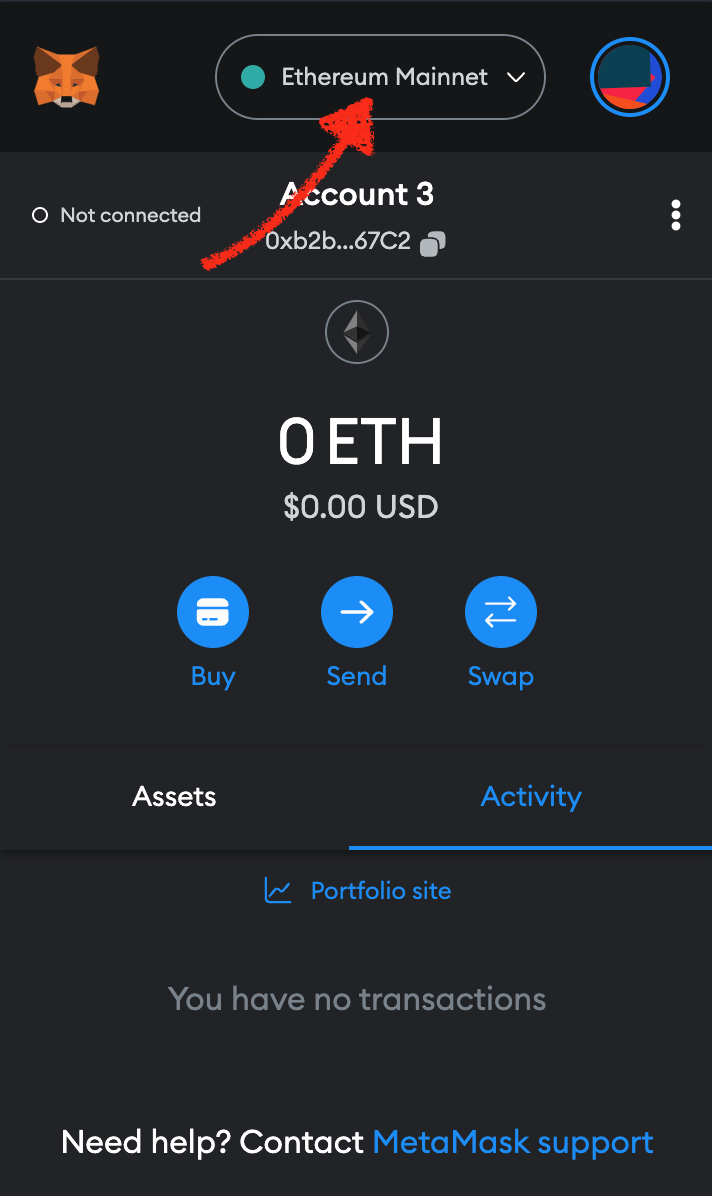 Ethereum Mainnet
Not connected
Account 3
0xb2b...67C2
0 ETH
$0.00 USD
Buy
Send
Swap
Assets
Activity
Portfolio site
You have no transactions
Need help? Contact MetaMask support